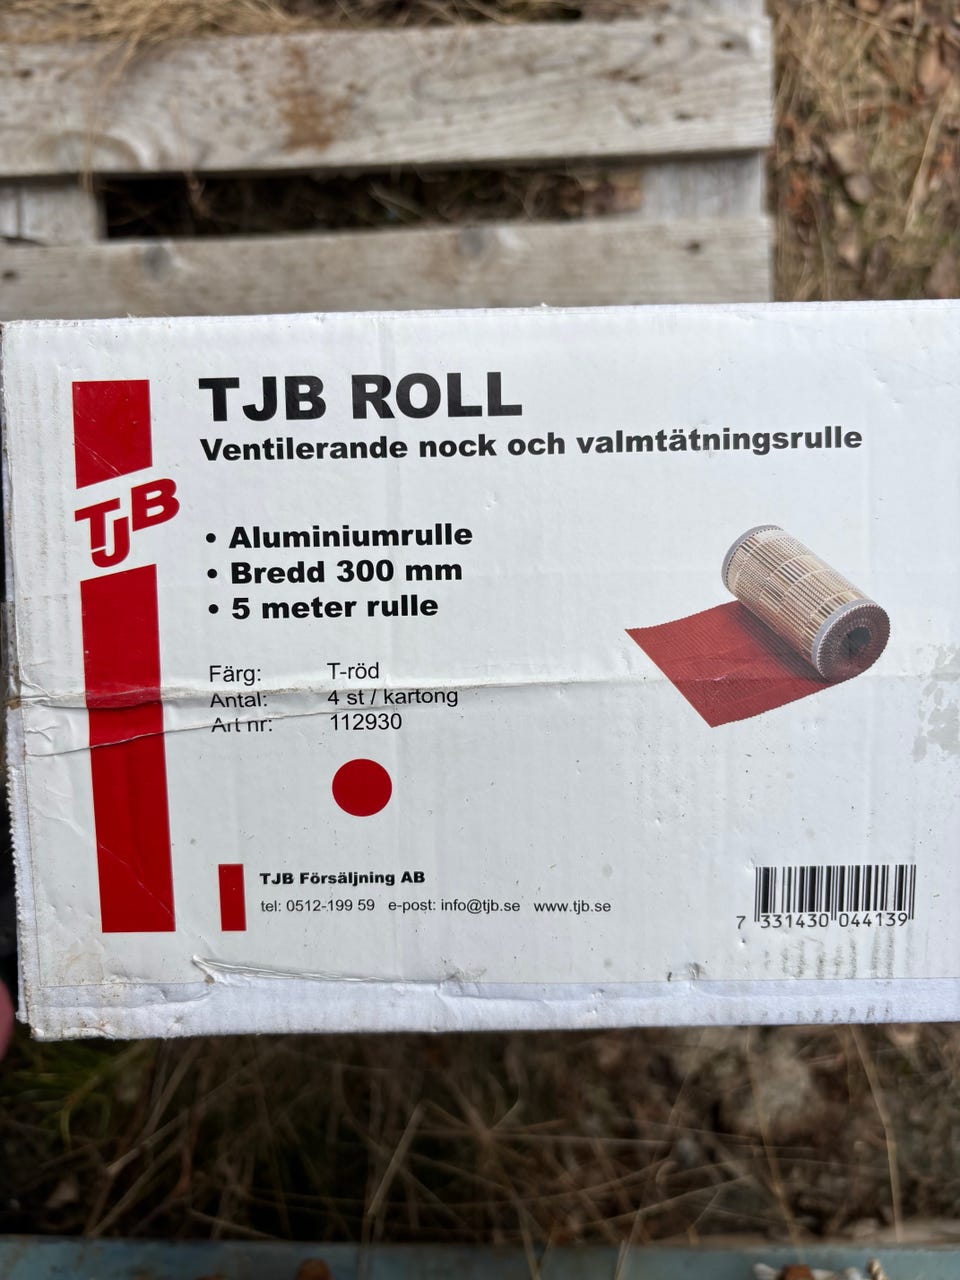 TJB ROLL
Ventilerande nock och valmtätningsrulle
TJB
• Aluminiumrulle
• Bredd 300 mm
• 5 meter rulle
Färg: T-röd
Antal: 4 st / kartong
Art nr: 112930
TJB Försäljning AB
tel: 0512-199 59 e-post: info@tjb.se www.tjb.se
7 331430 044139